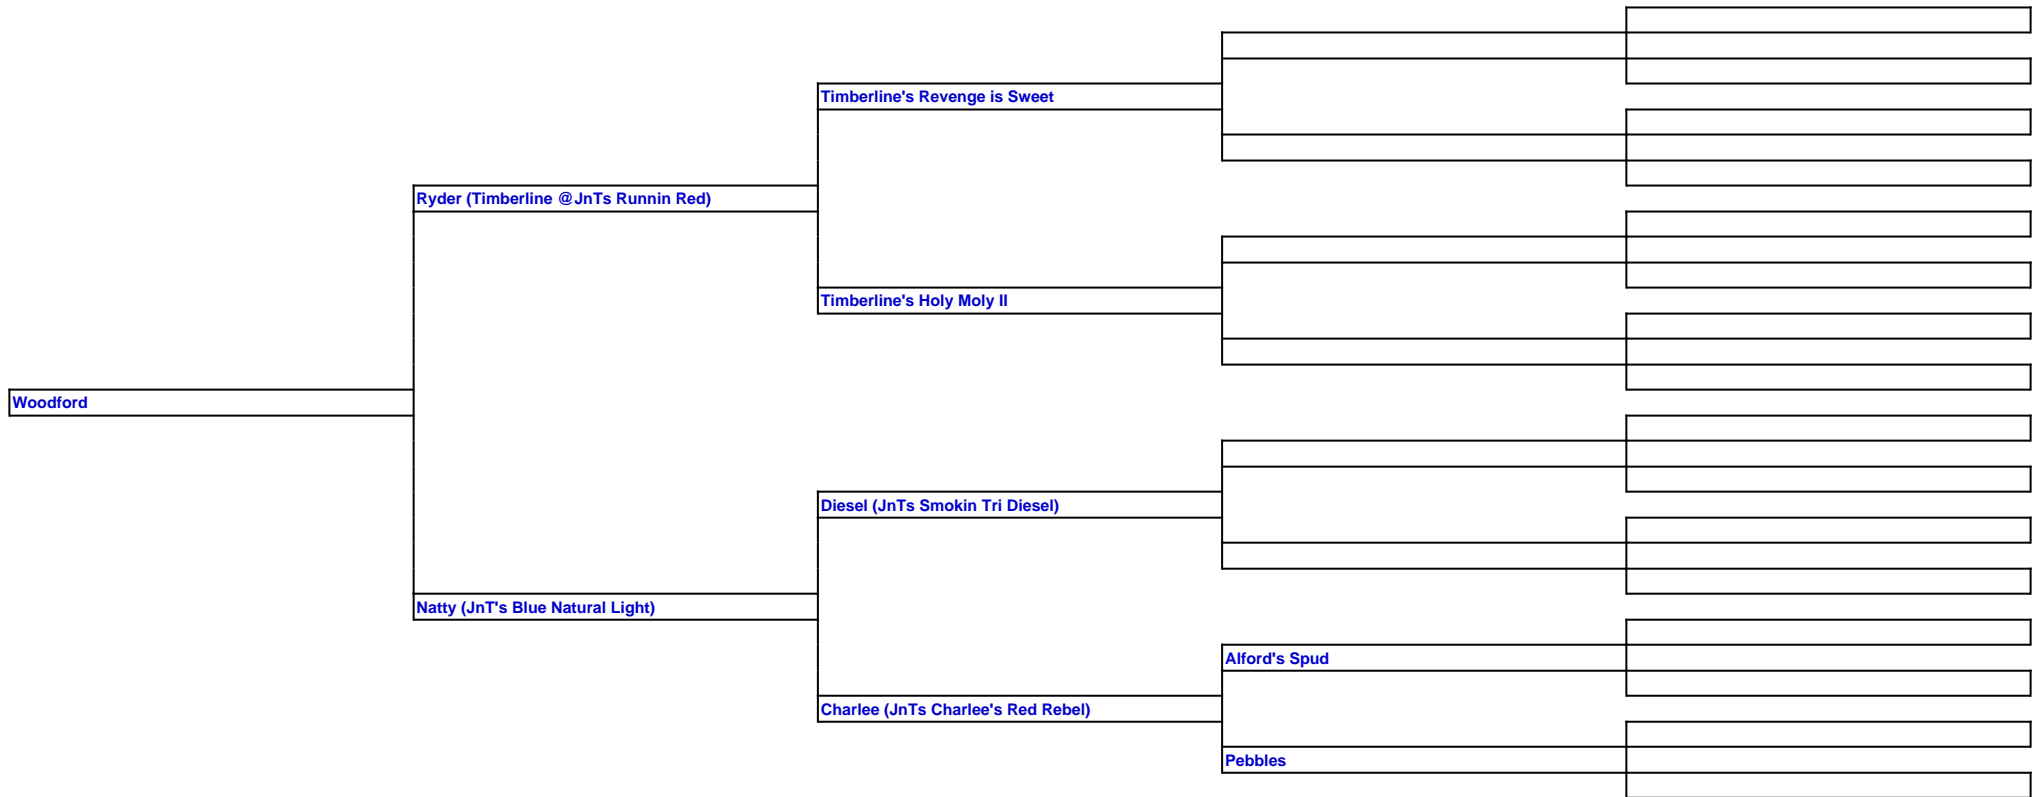 Timberline's Revenge is Sweet
Ryder (Timberline @JnTs Runnin Red)
Timberline's Holy Moly II
Woodford
Diesel (JnTs Smokin Tri Diesel)
Natty (JnT's Blue Natural Light)
Alford's Spud
Charlee (JnTs Charlee's Red Rebel)
Pebbles